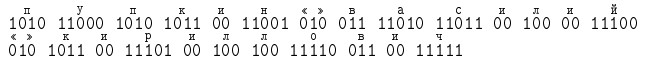 п у п к и н « » в а с и л и й
1010 11000 1010 1011 00 11001 010 011 11010 11011 00 100 00 11100
« » к и р и л л о в и ч
010 1011 00 11101 00 100 100 11110 011 00 11111